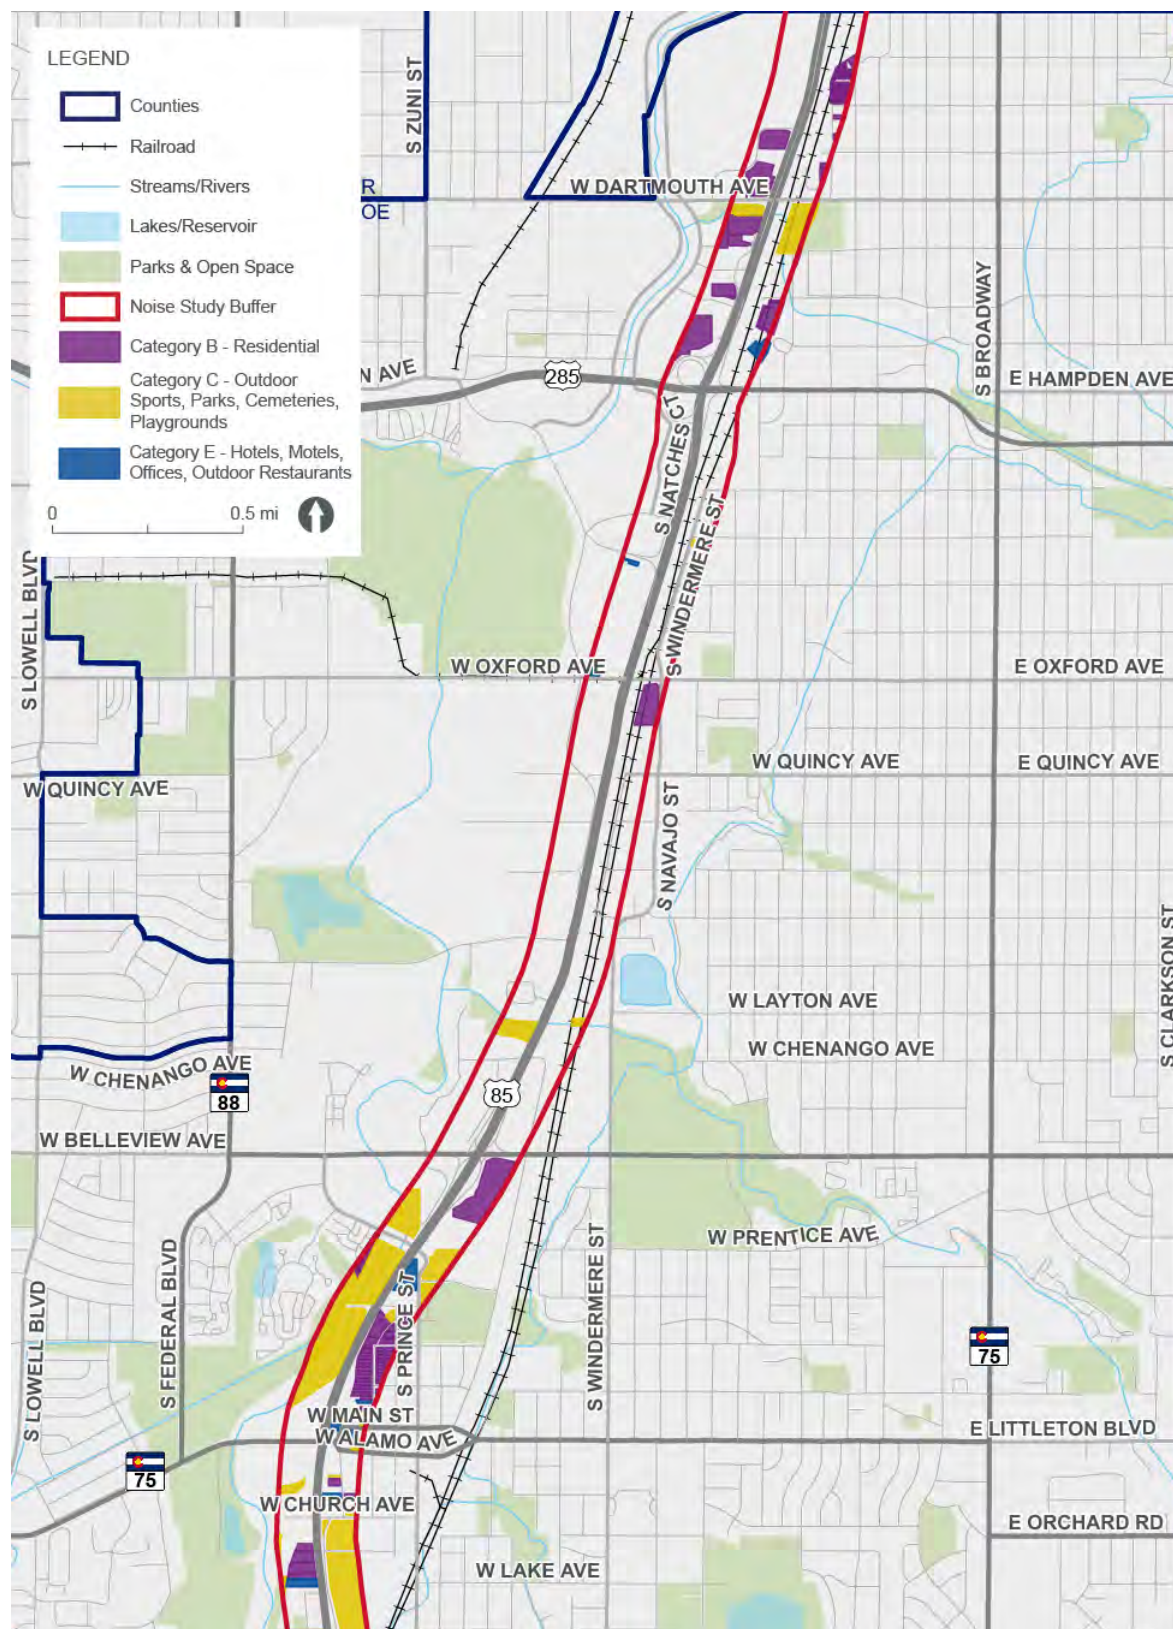 LEGEND
Counties
Railroad
Streams/Rivers
Lakes/Reservoir
Parks & Open Space
Noise Study Buffer
Category B - Residential
Category C - Outdoor
Sports, Parks, Cemeteries,
Playgrounds
Category E - Hotels, Motels,
Offices, Outdoor Restaurants
0 0.5 mi
S ZUNI ST
R
OE
W DARTMOUTH AVE
S BROADWAY
N AVE
285
E HAMPDEN AVE
S NATCHES CT
S WINDERMERE ST
S LOWELL BLVD
W OXFORD AVE
E OXFORD AVE
W QUINCY AVE
W QUINCY AVE
E QUINCY AVE
S NAVAJO ST
S CLARKSON ST
W LAYTON AVE
W CHENANGO AVE
W CHENANGO AVE
88
85
W BELLEVIEW AVE
W PRENTICE AVE
S FEDERAL BLVD
S LOWELL BLVD
S PRINCE ST
S WINDERMERE ST
75
W MAIN ST
W ALAMO AVE
E LITTLETON BLVD
75
W CHURCH AVE
E ORCHARD RD
W LAKE AVE